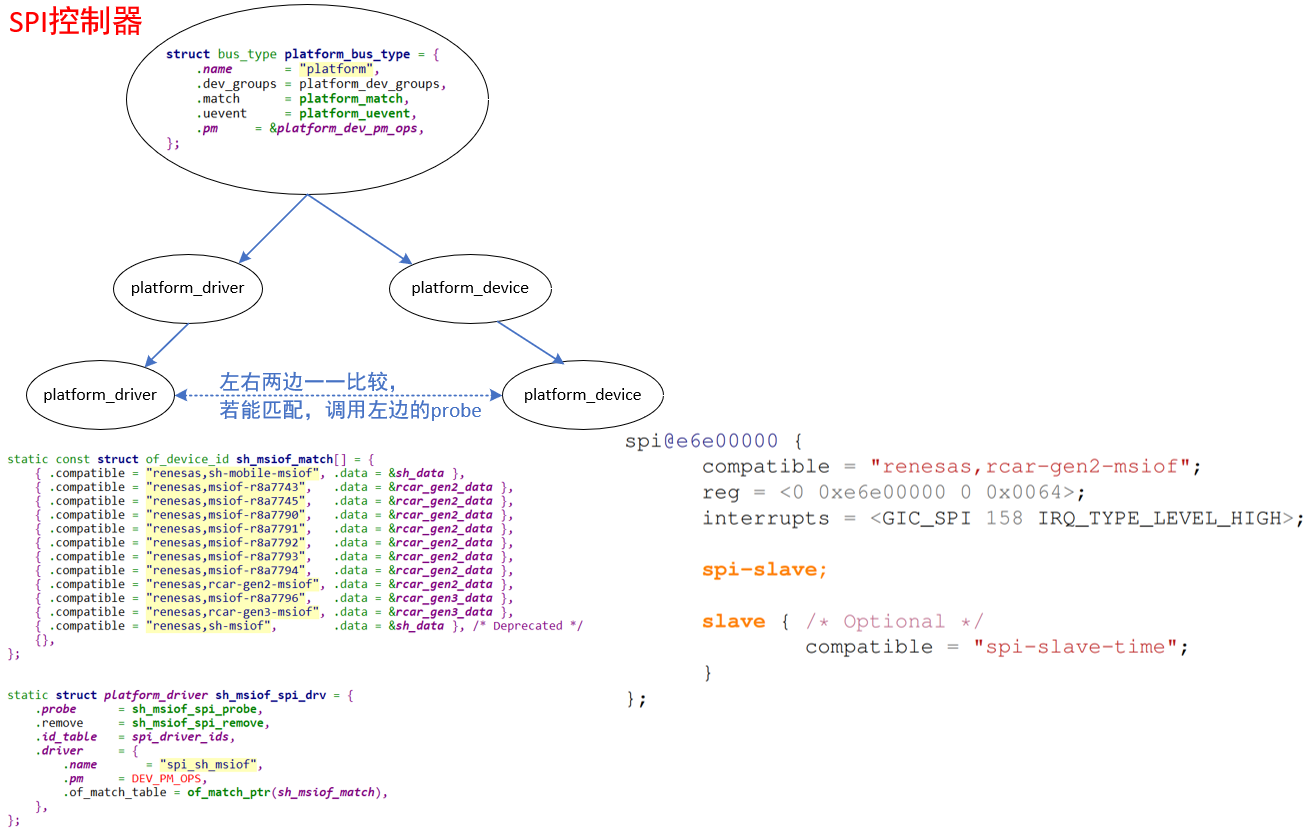 SPI控制器
struct bus_type platform_bus_type = {
.name = "platform",
.dev_groups = platform_dev_groups,
.match = platform_match,
.uevent = platform_uevent,
.pm = &platform_dev_pm_ops,
};
platform_driver
platform_device
platform_driver
左右两边一一比较，
若能匹配，调用左边的probe
platform_device
static const struct of_device_id sh_msiof_match[] = {
{ .compatible = "renesas,sh-mobile-msiof", .data = &sh_data },
{ .compatible = "renesas,msiof-r8a7743", .data = &rcar_gen2_data },
{ .compatible = "renesas,msiof-r8a7745", .data = &rcar_gen2_data },
{ .compatible = "renesas,msiof-r8a7790", .data = &rcar_gen2_data },
{ .compatible = "renesas,msiof-r8a7791", .data = &rcar_gen2_data },
{ .compatible = "renesas,msiof-r8a7792", .data = &rcar_gen2_data },
{ .compatible = "renesas,msiof-r8a7793", .data = &rcar_gen2_data },
{ .compatible = "renesas,msiof-r8a7794", .data = &rcar_gen2_data },
{ .compatible = "renesas,rcar-gen2-msiof", .data = &rcar_gen2_data },
{ .compatible = "renesas,msiof-r8a7796", .data = &rcar_gen3_data },
{ .compatible = "renesas,rcar-gen3-msiof", .data = &rcar_gen3_data },
{ .compatible = "renesas,sh-msiof", .data = &sh_data }, /* Deprecated */
{},
};
static struct platform_driver sh_msiof_spi_drv = {
.probe = sh_msiof_spi_probe,
.remove = sh_msiof_spi_remove,
.id_table = spi_driver_ids,
.driver = {
.name = "spi_sh_msiof",
.pm = DEV_PM_OPS,
.of_match_table = of_match_ptr(sh_msiof_match),
},
};
spi@e6e00000 {
compatible = "renesas,rcar-gen2-msiof";
reg = <0 0xe6e00000 0 0x0064>;
interrupts = <GIC_SPI 158 IRQ_TYPE_LEVEL_HIGH>;
spi-slave;
slave { /* Optional */
compatible = "spi-slave-time";
}
};